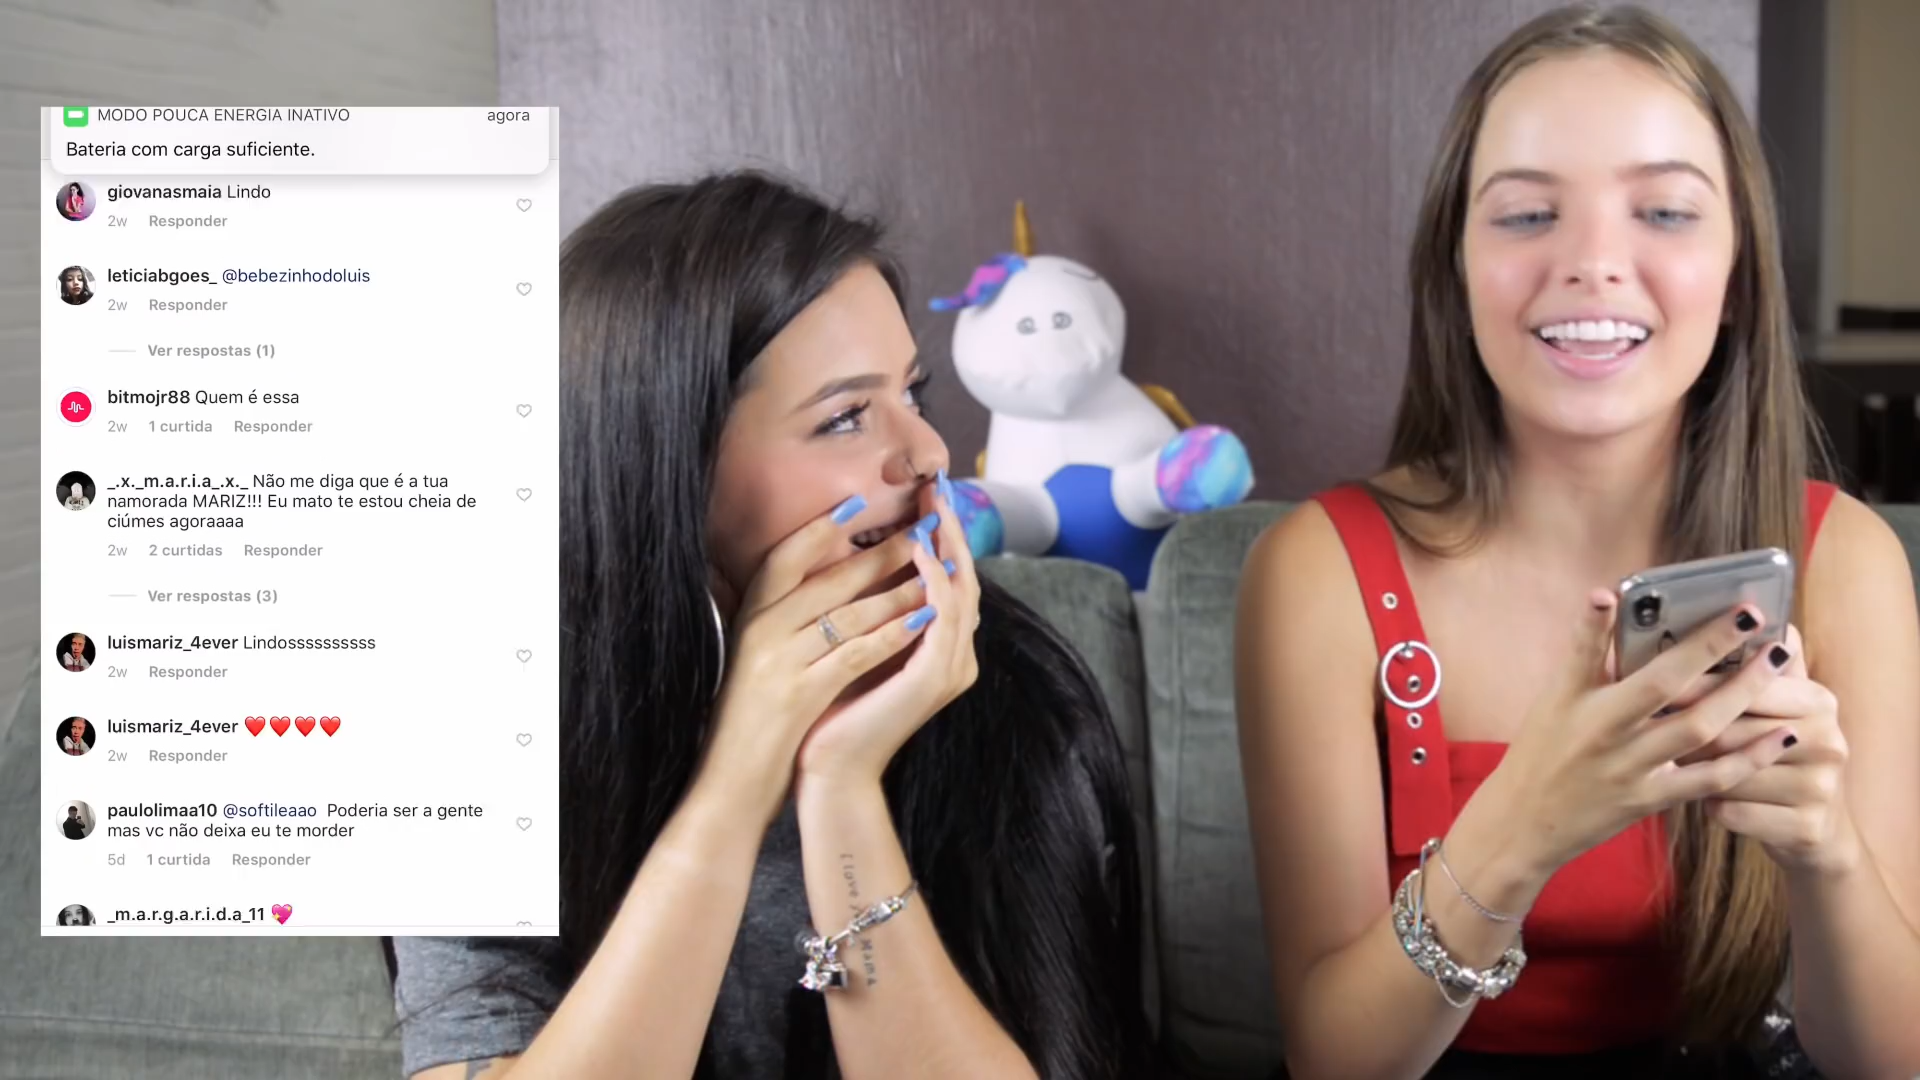 MODO POUCA ENERGIA INATIVO agora
Bateria com carga suficiente.
giovanasmaia Lindo
2w Responder
leticiabgoes_ @bebezinhodoluis
2w Responder
Ver respostas (1)
bitmojr88 Quem é essa
2w 1 curtida Responder
_.x._m.a.r.i.a_.x._ Não me diga que é a tua
namorada MARIZ!!! Eu mato te estou cheia de
ciúmes agoraaaa
2w 2 curtidas Responder
Ver respostas (3)
luismariz_4ever Lindossssssssss
2w Responder
luismariz_4ever ❤️❤️❤️❤️
2w Responder
paulolimaa10 @softileaao Poderia ser a gente
mas vc não deixa eu te morder
5d 1 curtida Responder
_m.a.r.g.a.r.i.d.a_11 💖
I love
Mama